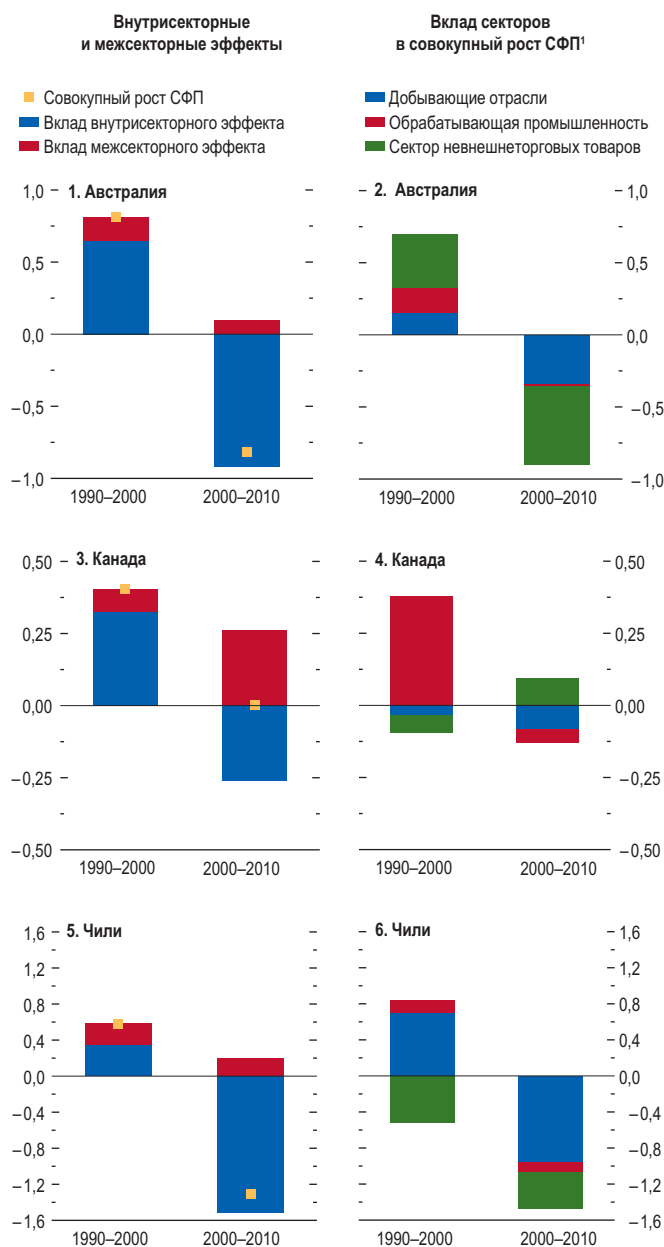 Внутрисекторные
и межсекторные эффекты
Совокупный рост СФП
Вклад внутрисекторного эффекта
Вклад межсекторного эффекта
Вклад секторов
в совокупный рост СФП¹
Добывающие отрасли
Обрабатывающая промышленность
Сектор невнешнеторговых товаров
1. Австралия
1,0
0,5
0,0
–0,5
–1,0
1990–2000 2000–2010
2. Австралия
1,0
0,5
0,0
–0,5
–1,0
1990–2000 2000–2010
3. Канада
0,50
0,25
0,00
–0,25
–0,50
1990–2000 2000–2010
4. Канада
0,50
0,25
0,00
–0,25
–0,50
1990–2000 2000–2010
5. Чили
1,6
1,2
0,8
0,4
0,0
–0,4
–0,8
–1,2
–1,6
1990–2000 2000–2010
6. Чили
1,6
1,2
0,8
0,4
0,0
–0,4
–0,8
–1,2
–1,6
1990–2000 2000–2010